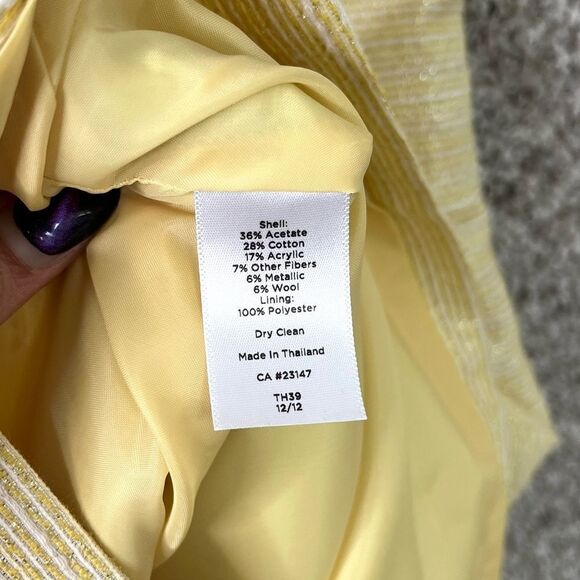 Shell:
36% Acetate
28% Cotton
17% Acrylic
7% Other Fibers
6% Metallic
6% Wool
Lining:
100% Polyester
Dry Clean
Made In Thailand
CA #23147
TH39
12/12